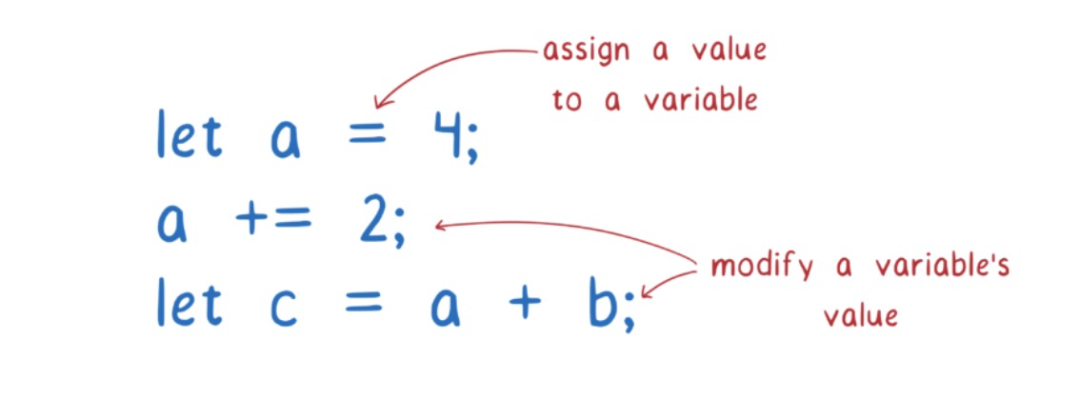 assign a value
to a variable
let a = 4;
a += 2;
let c = a + b;
modify a variable's
value